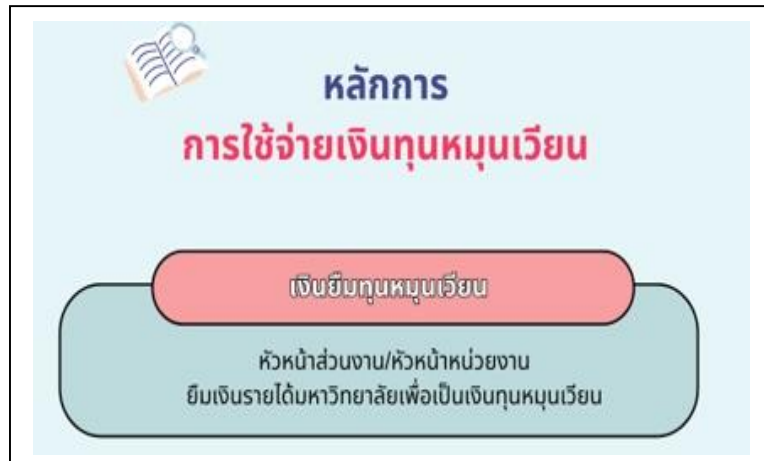 หลักการ
การใช้จ่ายเงินทุนหมุนเวียน
เงินยืมทุนหมุนเวียน
หัวหน้าส่วนงาน/หัวหน้าหน่วยงาน
ยืมเงินรายได้มหาวิทยาลัยเพื่อเป็นเงินทุนหมุนเวียน